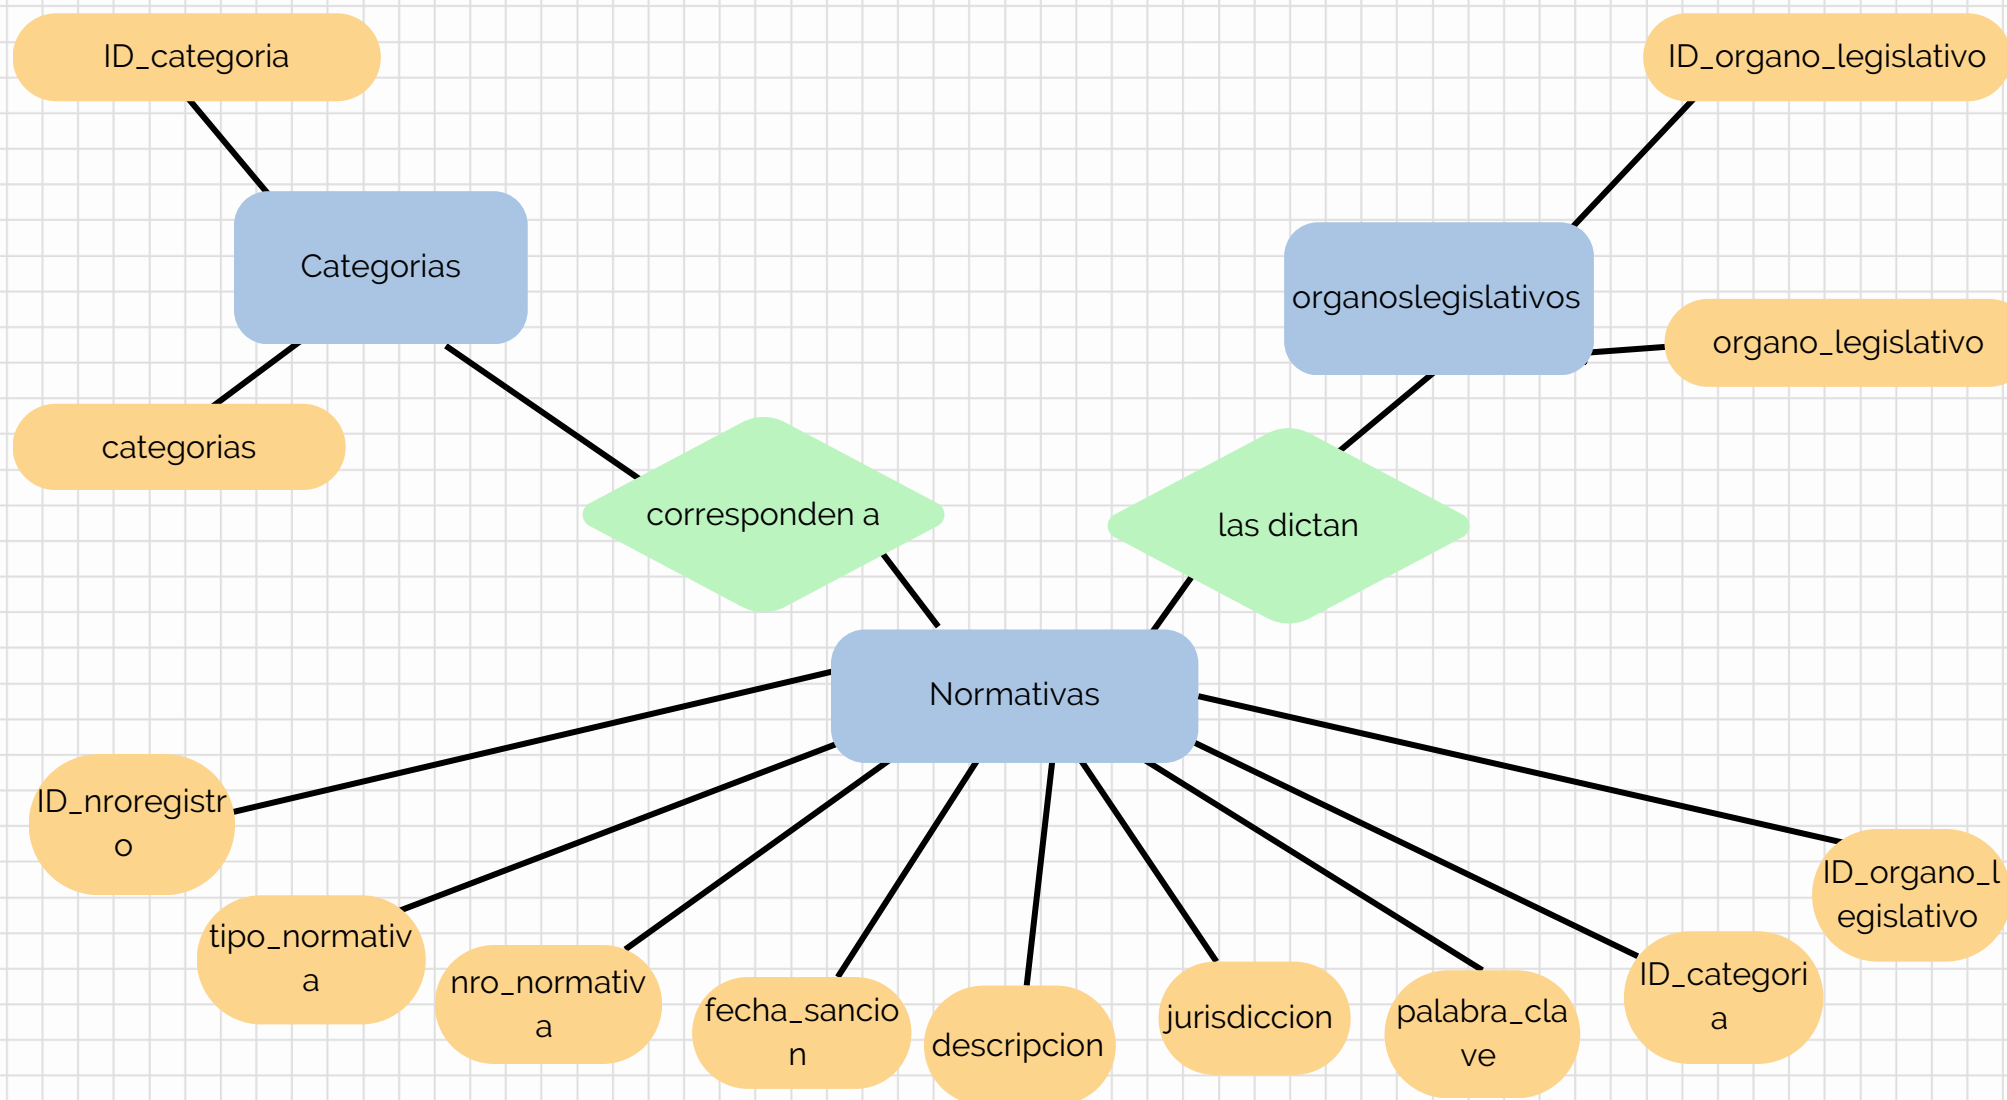 ID_categoria
ID_organo_legislativo
Categorias
organoslegislativos
organo_legislativo
categorias
corresponden a
las dictan
Normativas
ID_nroregistr
o
tipo_normativ
a
nro_normativ
a
fecha_sancio
n
descripcion
jurisdiccion
palabra_cla
ve
ID_categori
a
ID_organo_l
egislativo